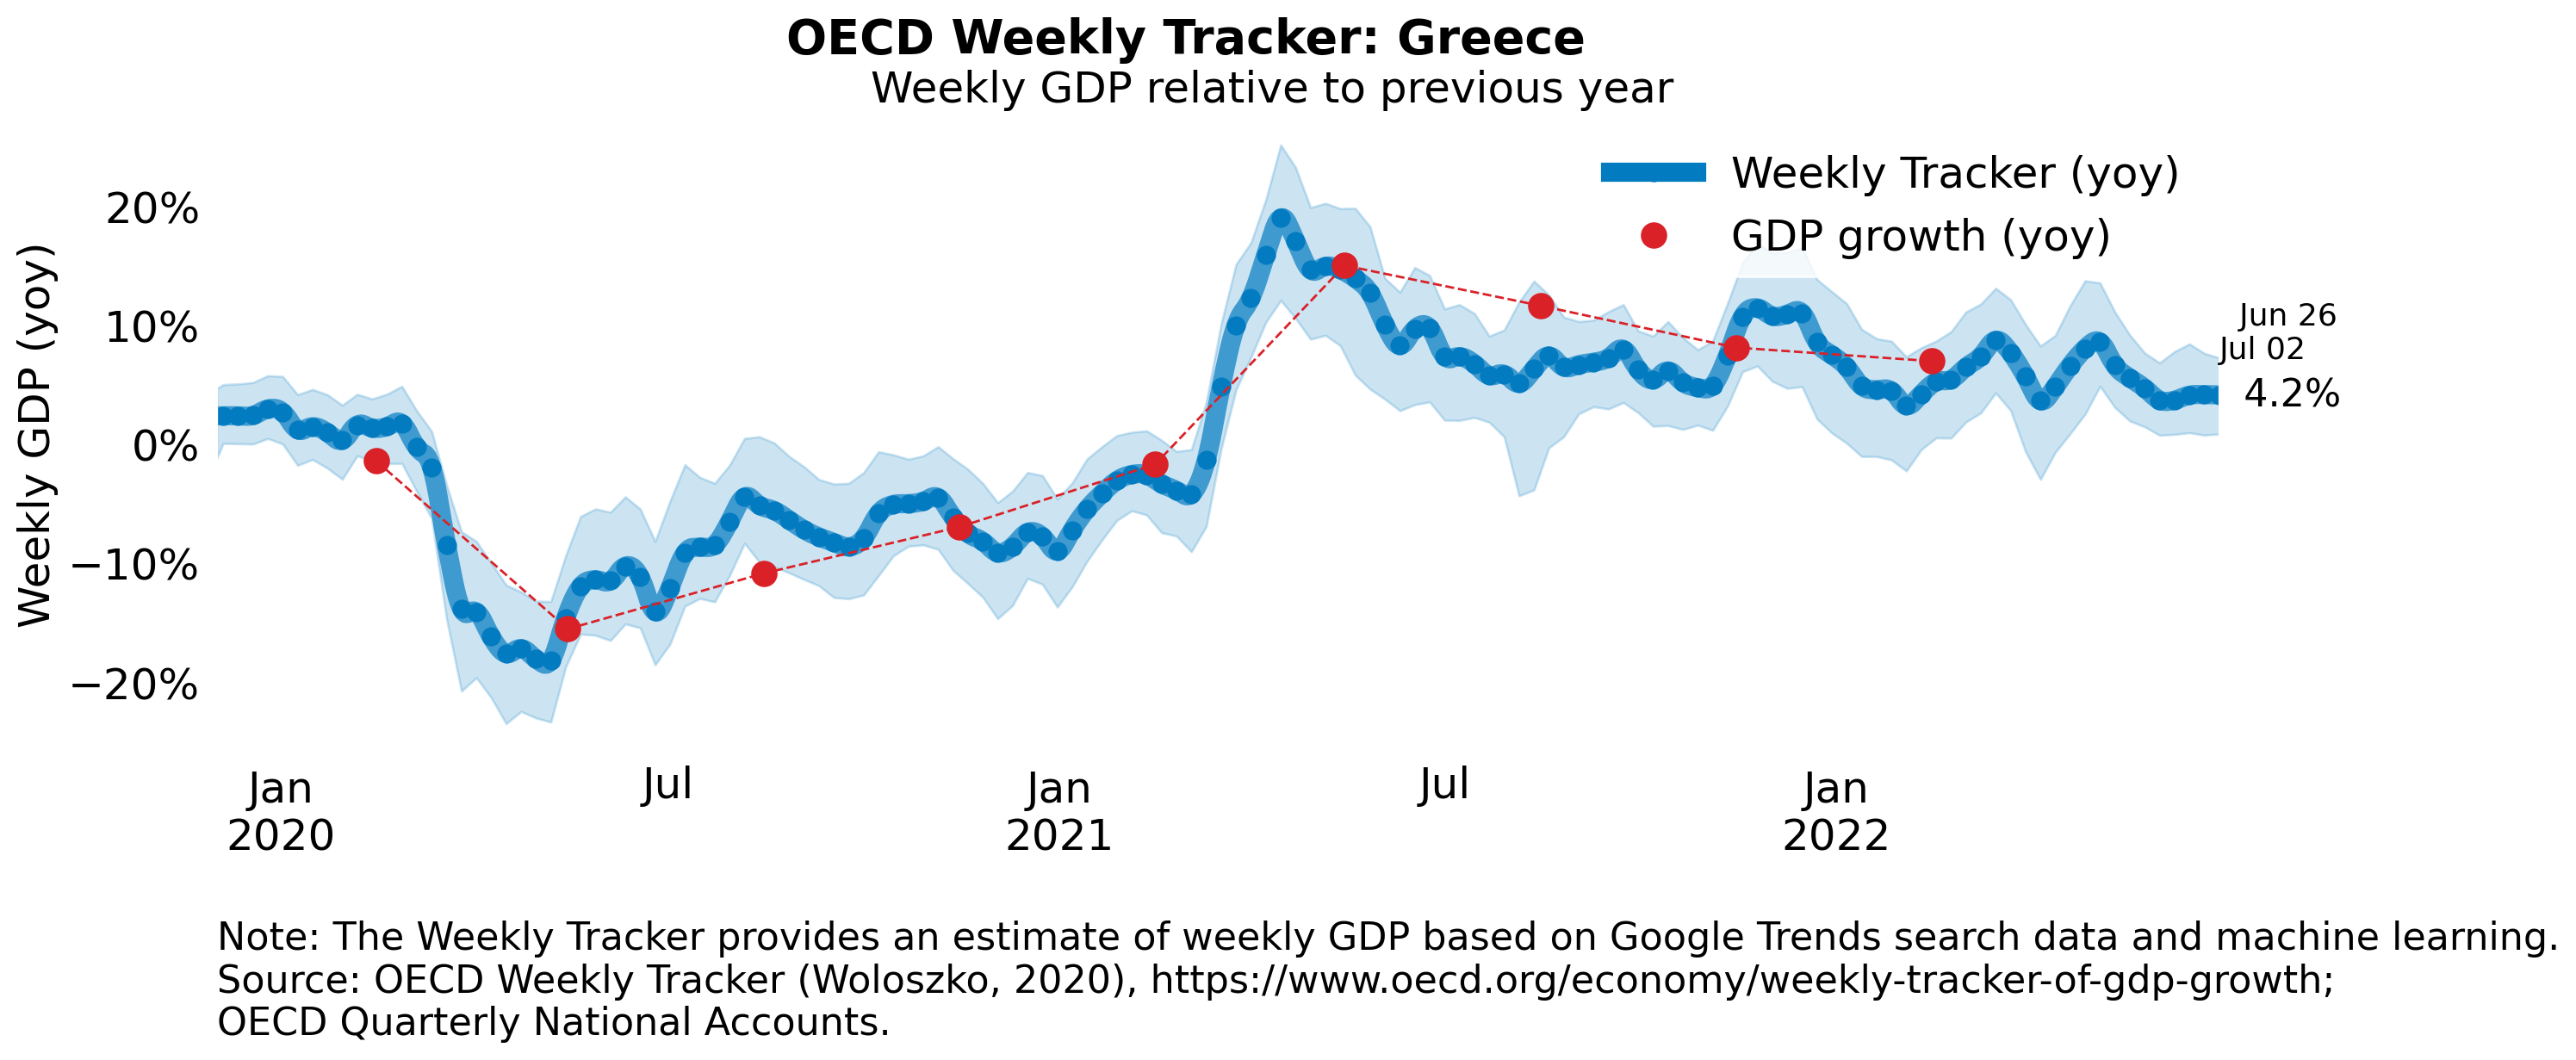 OECD Weekly Tracker: Greece
Weekly GDP relative to previous year
Weekly Tracker (yoy)
GDP growth (yoy)
Weekly GDP (yoy)
20%
10%
0%
−10%
−20%
Jun 26
Jul 02
4.2%
Jan
2020
Jul
Jan
2021
Jul
Jan
2022
Note: The Weekly Tracker provides an estimate of weekly GDP based on Google Trends search data and machine learning.
Source: OECD Weekly Tracker (Woloszko, 2020), https://www.oecd.org/economy/weekly-tracker-of-gdp-growth;
OECD Quarterly National Accounts.